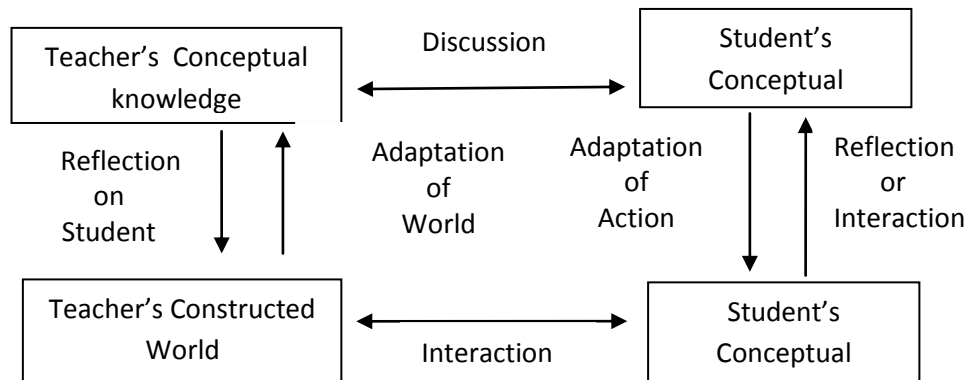 Teacher’s Conceptual
knowledge
Discussion
Student’s
Conceptual
Reflection
on
Student
Adaptation
of
World
Adaptation
of
Action
Reflection
or
Interaction
Teacher’s Constructed
World
Interaction
Student’s
Conceptual